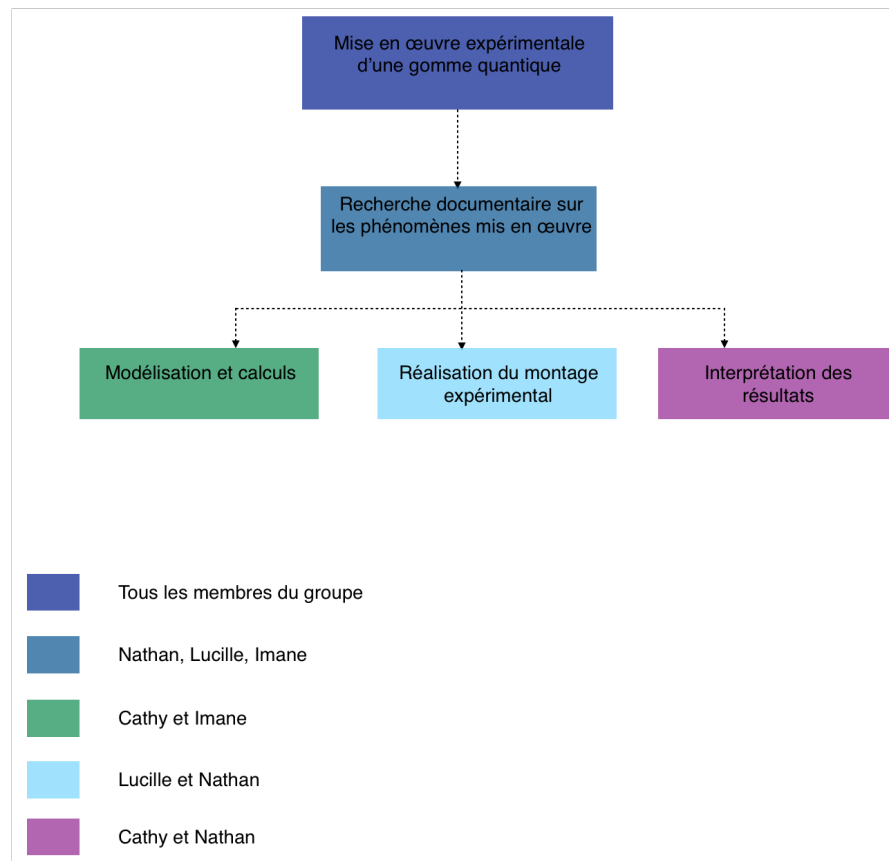 Mise en œuvre expérimentale
d'une gomme quantique
Recherche documentaire sur
les phénomènes mis en œuvre
Modélisation et calculs
Réalisation du montage
expérimental
Interprétation des
résultats
Tous les membres du groupe
Nathan, Lucille, Imane
Cathy et Imane
Lucille et Nathan
Cathy et Nathan